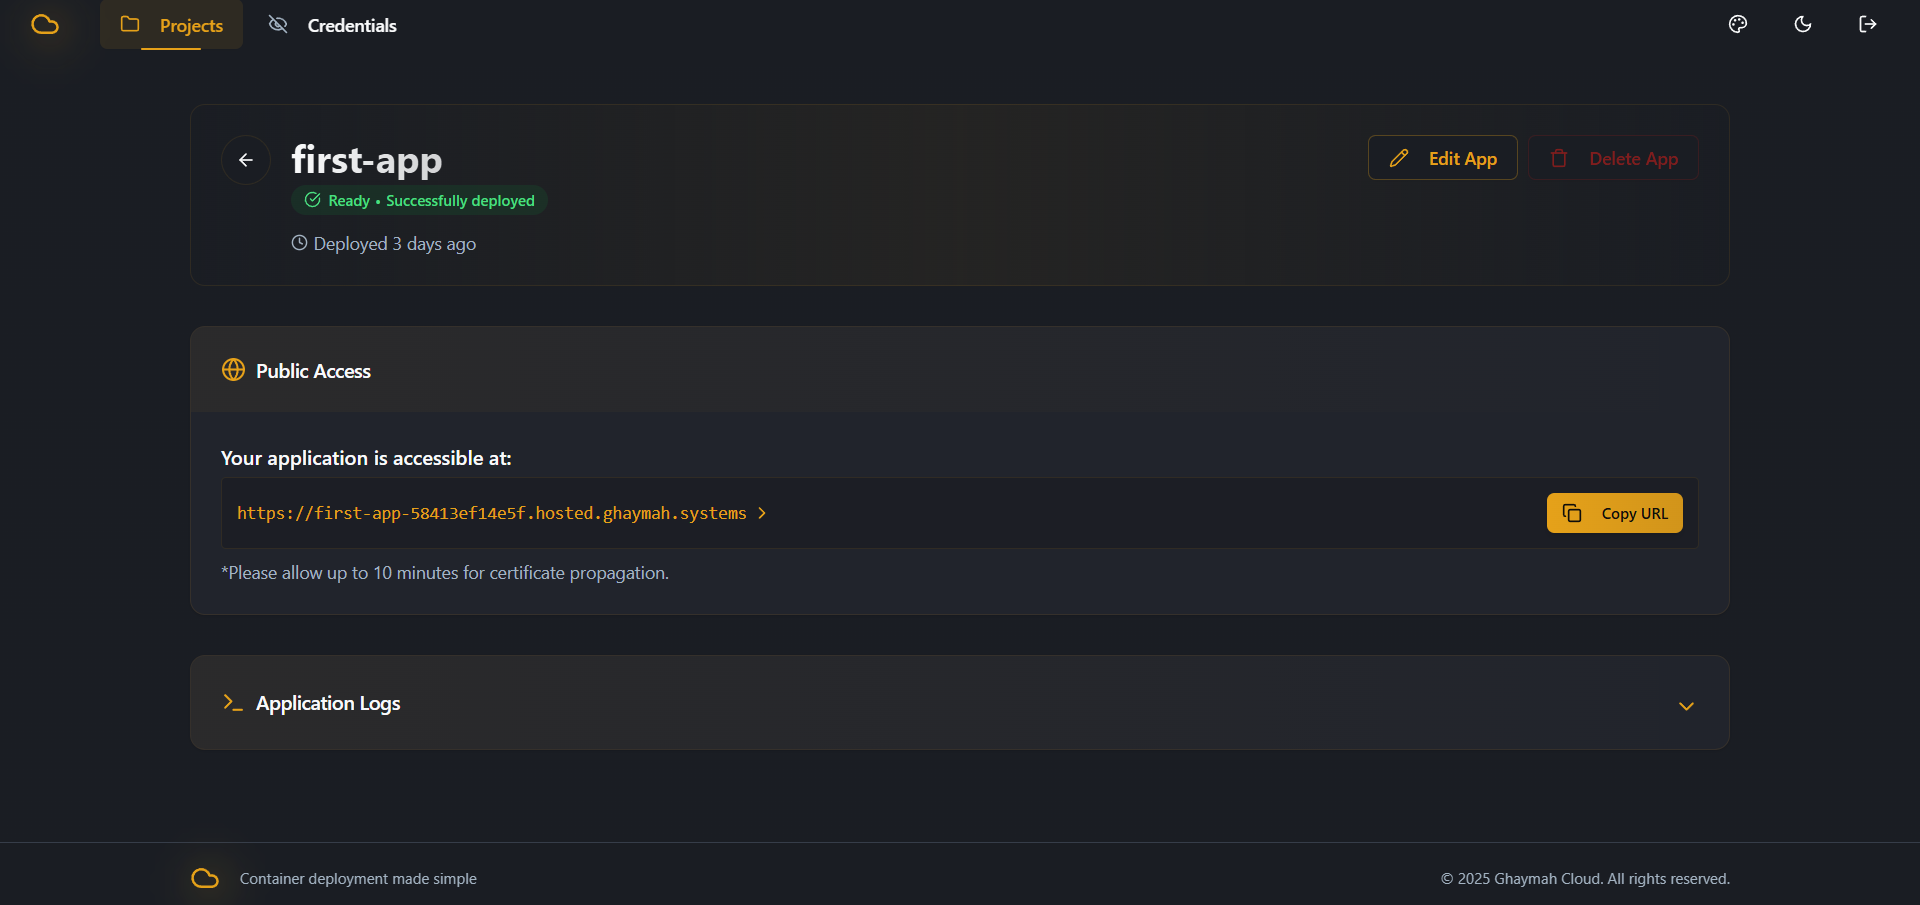 Projects
Credentials
first-app
Edit App
Delete App
Ready • Successfully deployed
Deployed 3 days ago
Public Access
Your application is accessible at:
https://first-app-58413ef14e5f.hosted.ghaymah.systems
Copy URL
*Please allow up to 10 minutes for certificate propagation.
Application Logs
Container deployment made simple
© 2025 Ghaymah Cloud. All rights reserved.